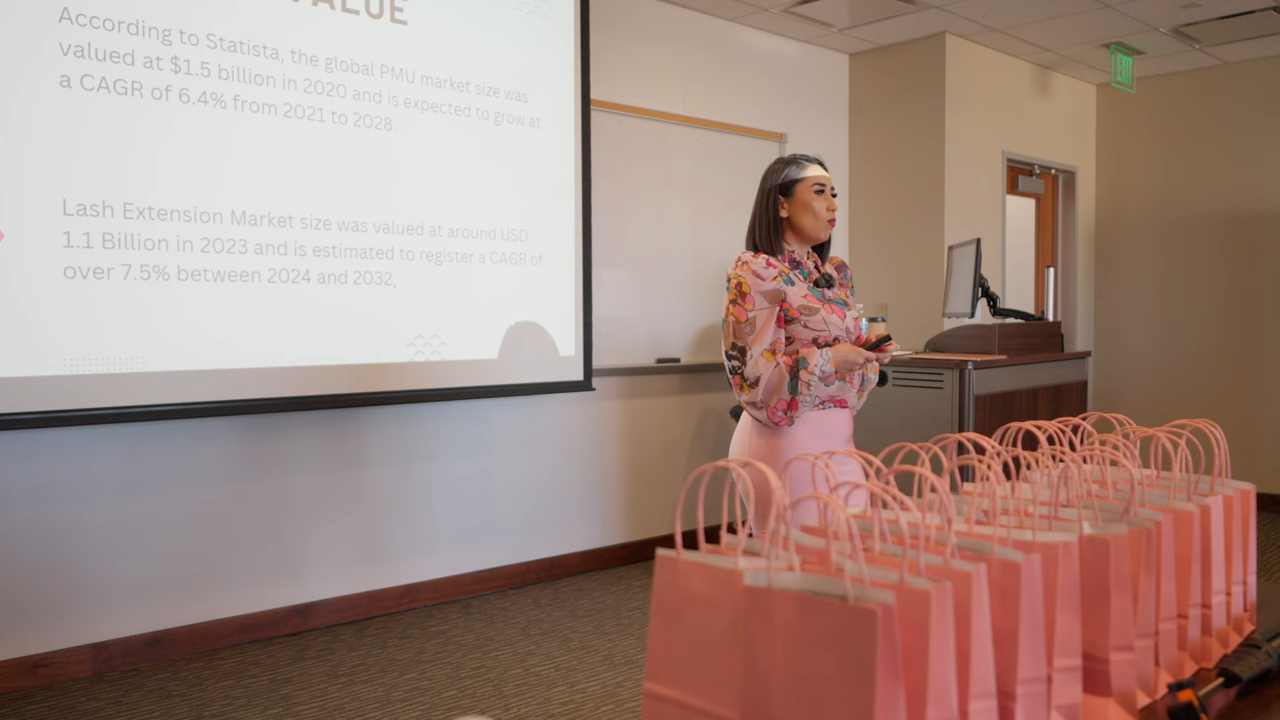 VALUE
According to Statista, the global PMU market size was
valued at $1.5 billion in 2020 and is expected to grow at
a CAGR of 6.4% from 2021 to 2028.
Lash Extension Market size was valued at around USD
1.1 Billion in 2023 and is estimated to register a CAGR of
over 7.5% between 2024 and 2032,
EXIT